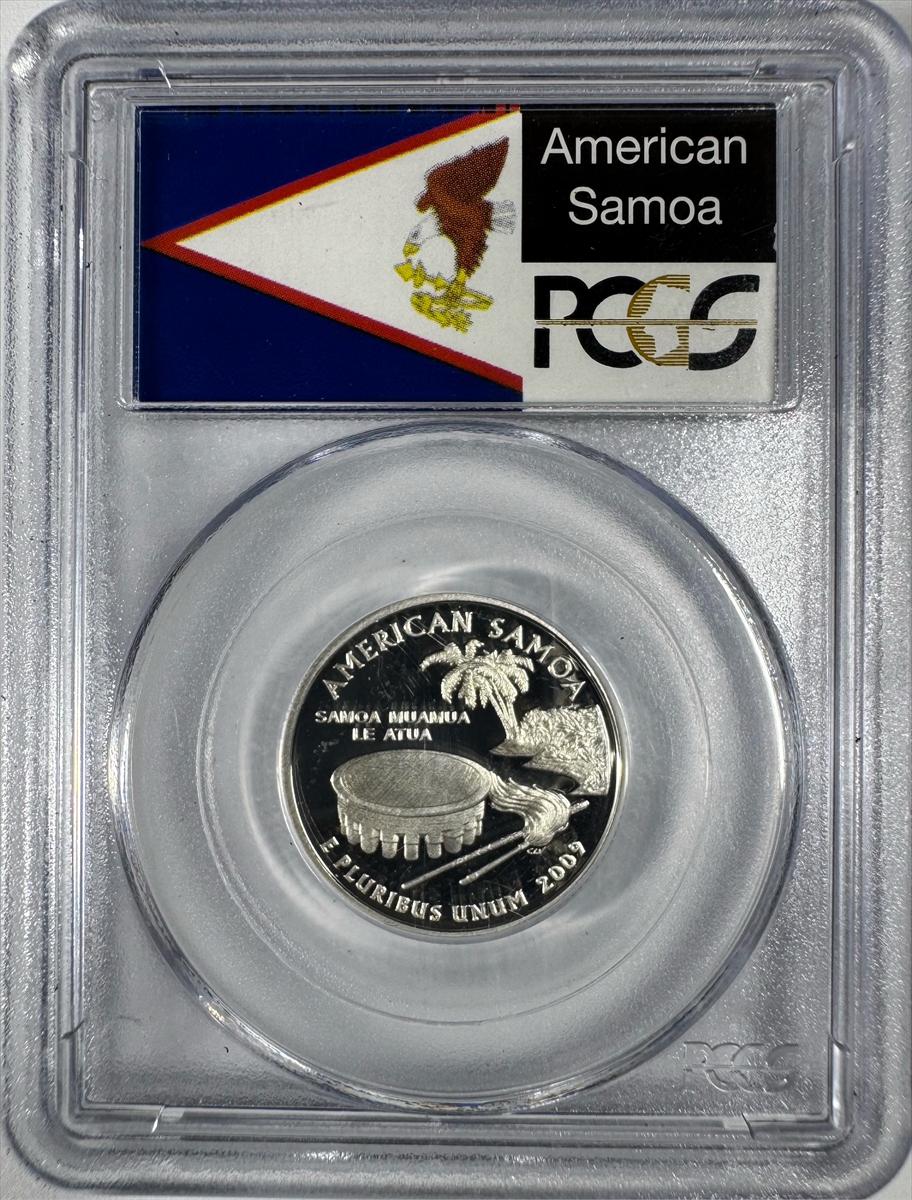 American
Samoa
PCGS
AMERICAN SAMOA
SAMOA MUAMUA
LE ATUA
E PLURIBUS UNUM 2009
PCGS